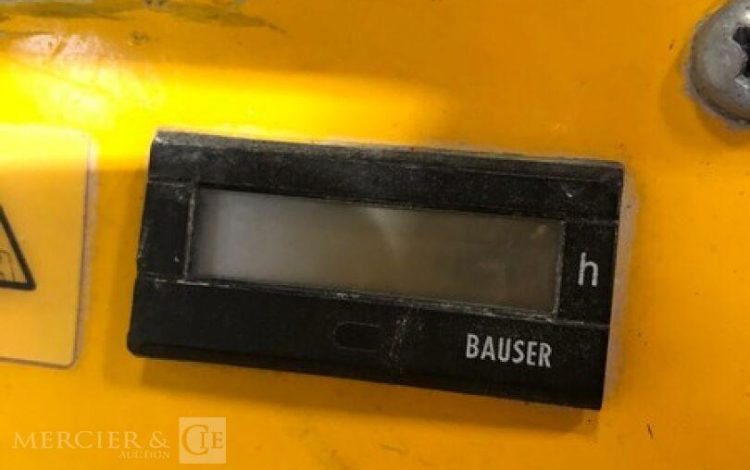 h
BAUSER
MERCIER & CIE
AUCTION